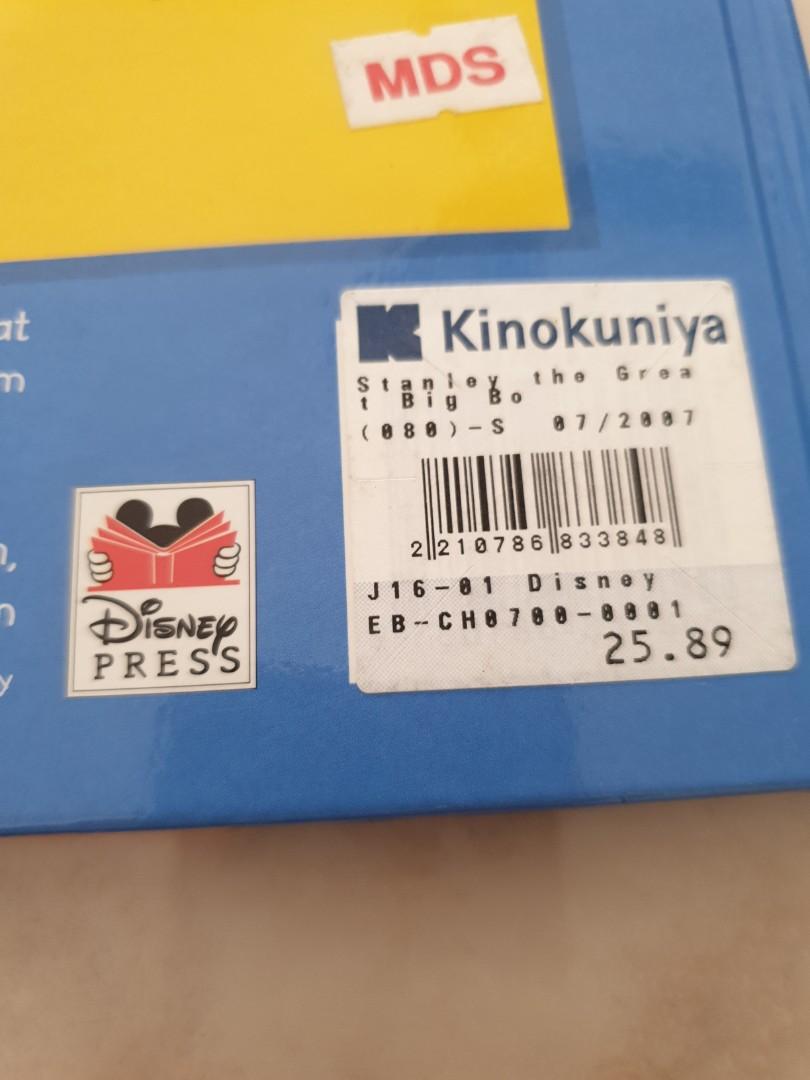 MDS
at
m
Kinokuniya
Stanley the Grea
t Big Bo
(080)-S 07/2007
2 210786 833848
J16-01 Disney
EB--CH0700-0001
25.89
n,
n
y
Disney
PRESS